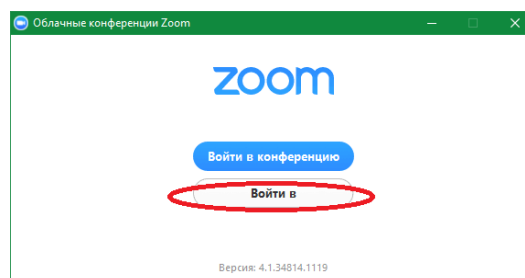 Облачные конференции Zoom
zoom
Войти в конференцию
Войти в
Версия: 4.1.34814.1119